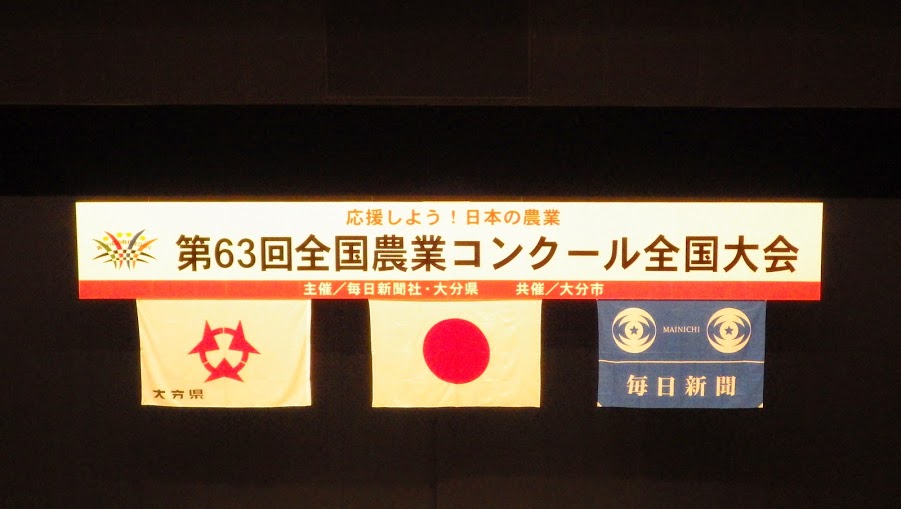 応援しよう！日本の農業
第63回全国農業コンクール全国大会
主催／毎日新聞社・大分県　共催／大分市
大分県
MAINICHI
毎日新聞